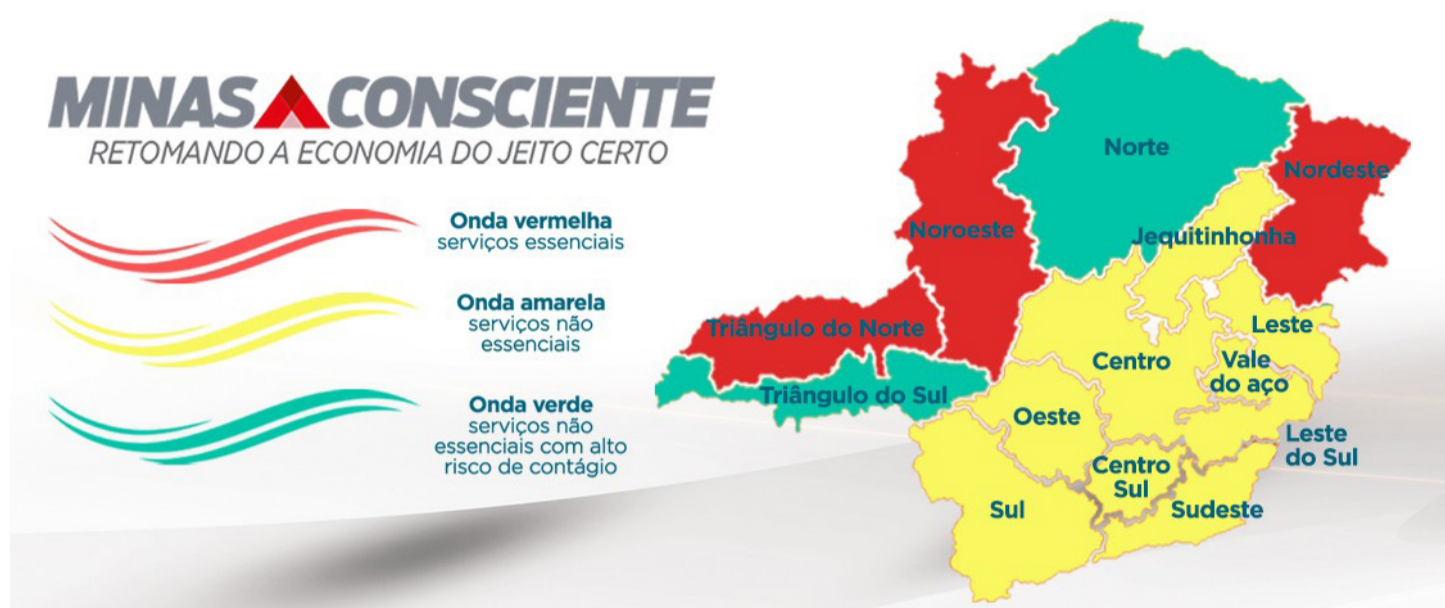 MINAS CONSCIENTE
RETOMANDO A ECONOMIA DO JEITO CERTO
Onda vermelha
serviços essenciais
Onda amarela
serviços não
essenciais
Onda verde
serviços não
essenciais com alto
risco de contágio
Norte
Nordeste
Noroeste
Jequitinhonha
Triângulo do Norte
Leste
Centro
Vale
do aço
Triângulo do Sul
Oeste
Leste
do Sul
Centro
Sul
Sul
Sudeste